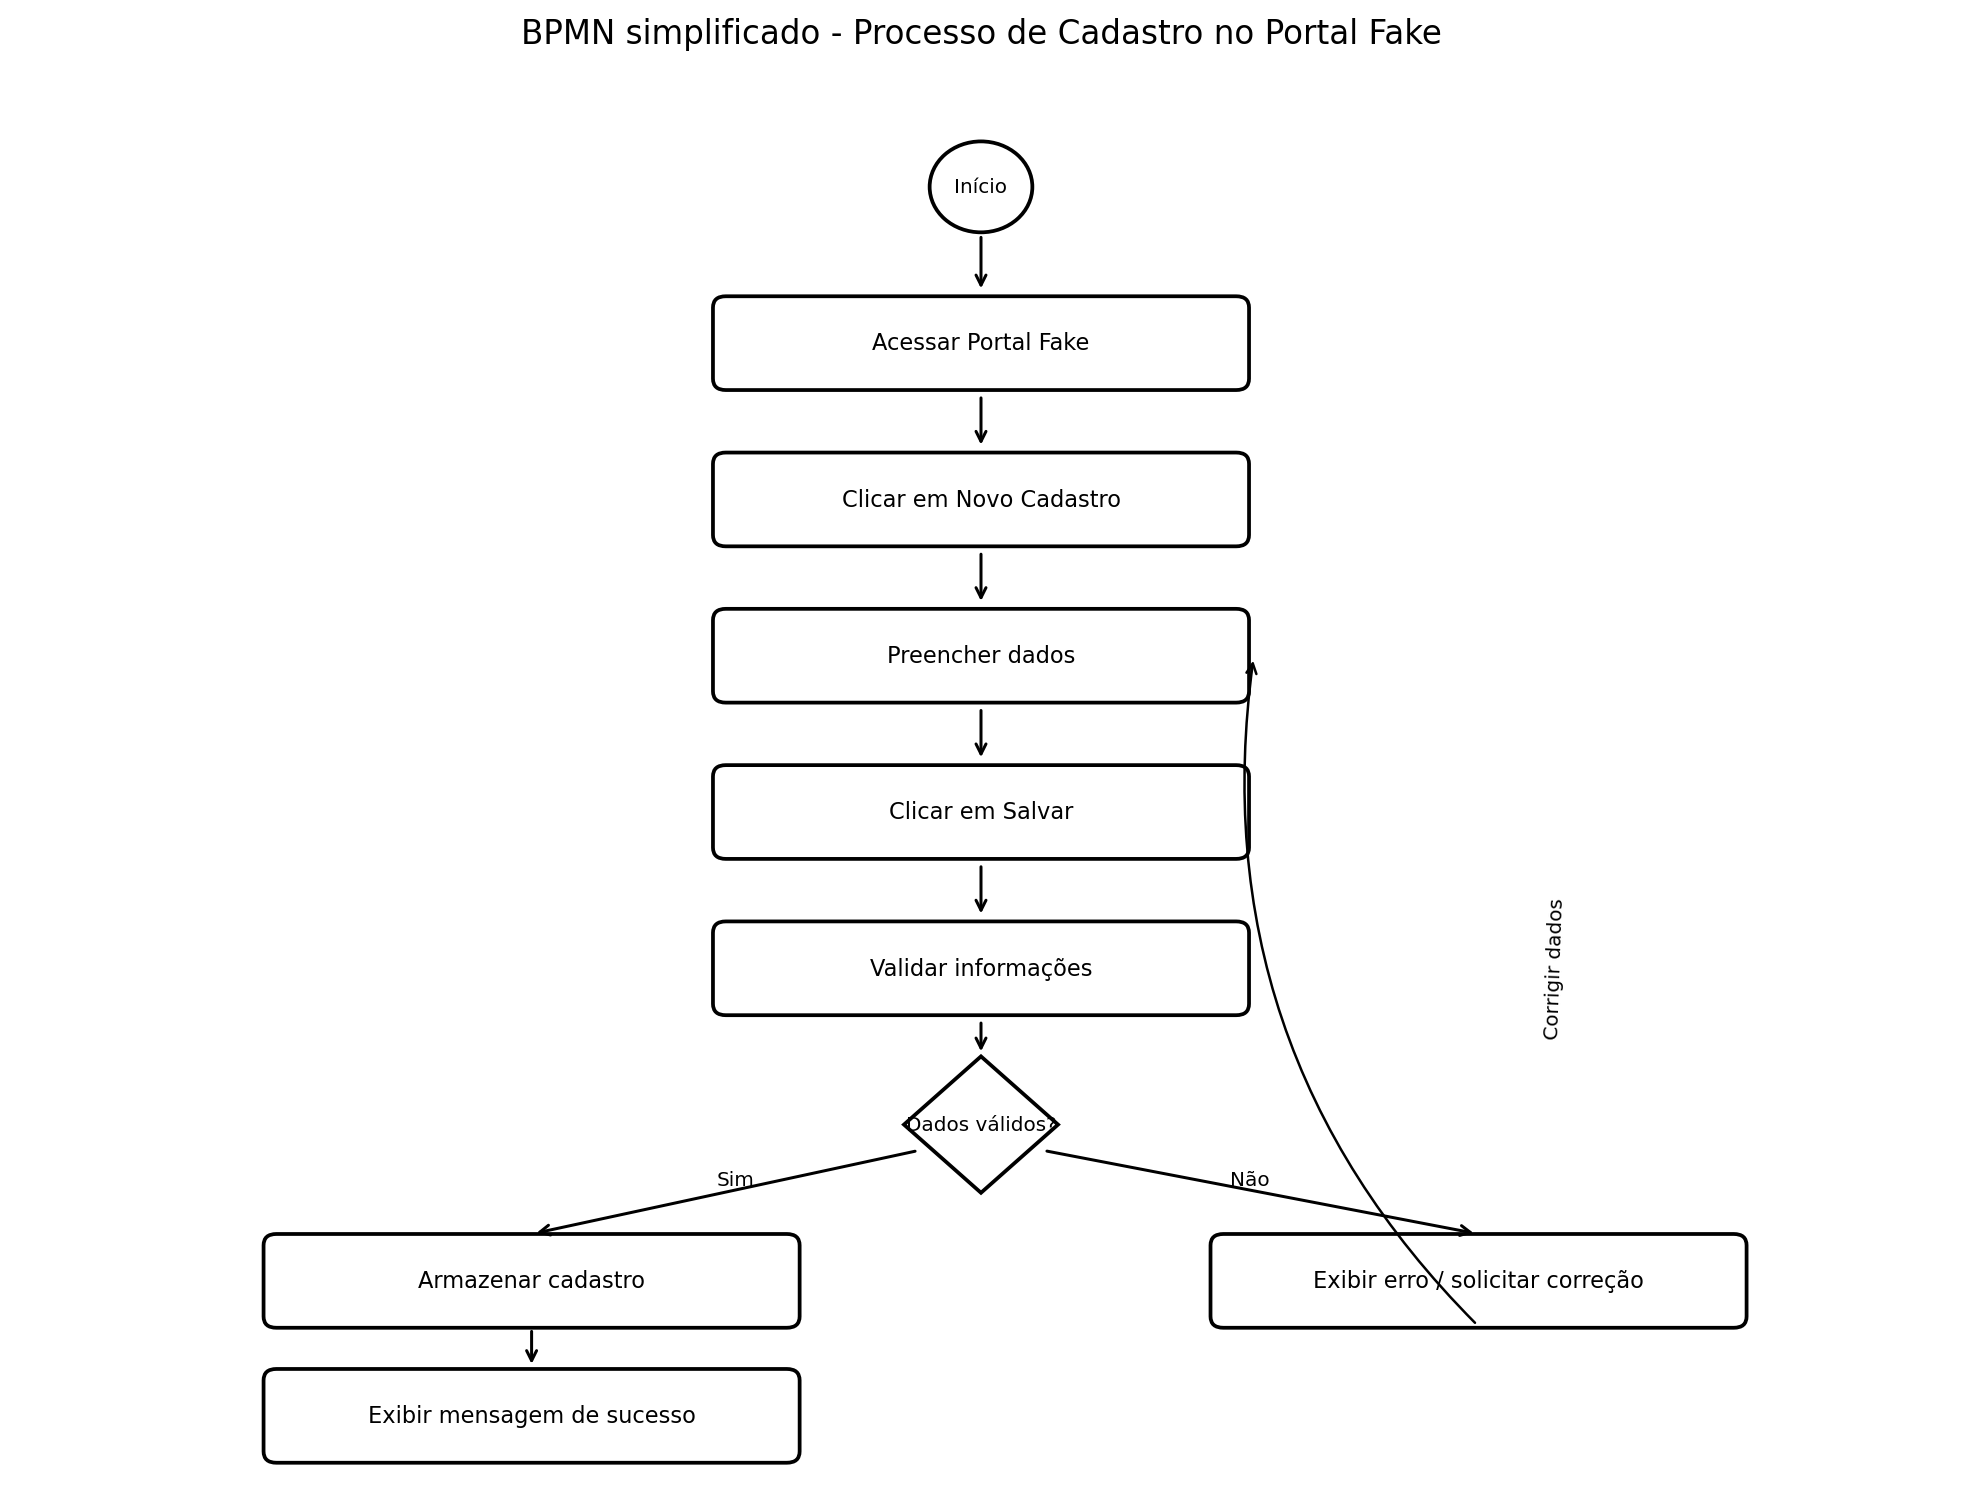 BPMN simplificado - Processo de Cadastro no Portal Fake
Início
Acessar Portal Fake
Clicar em Novo Cadastro
Preencher dados
Clicar em Salvar
Validar informações
Corrigir dados
Dados válidos?
Sim
Não
Armazenar cadastro
Exibir erro / solicitar correção
Exibir mensagem de sucesso